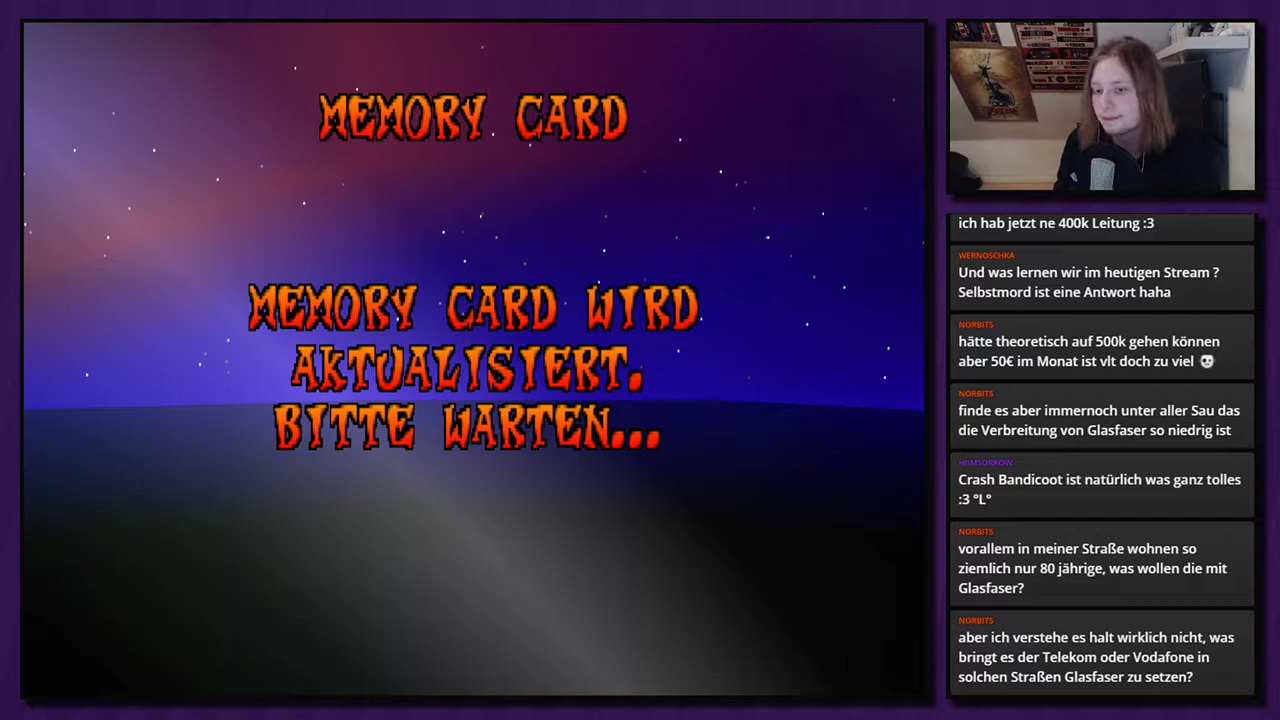 MEMORY CARD
MEMORY CARD WIRD
AKTUALISIERT.
BITTE WARTEN...
ich hab jetzt ne 400k Leitung :3
WERNOSCHKA
Und was lernen wir im heutigen Stream ?
Selbstmord ist eine Antwort haha
NORBITS
hätte theoretisch auf 500k gehen können
aber 50€ im Monat ist vlt doch zu viel 💀
NORBITS
finde es aber immernoch unter aller Sau das
die Verbreitung von Glasfaser so niedrig ist
Crash Bandicoot ist natürlich was ganz tolles
:3 °L°
NORBITS
vorallem in meiner Straße wohnen so
ziemlich nur 80 jährige, was wollen die mit
Glasfaser?
NORBITS
aber ich verstehe es halt wirklich nicht, was
bringt es der Telekom oder Vodafone in
solchen Straßen Glasfaser zu setzen?